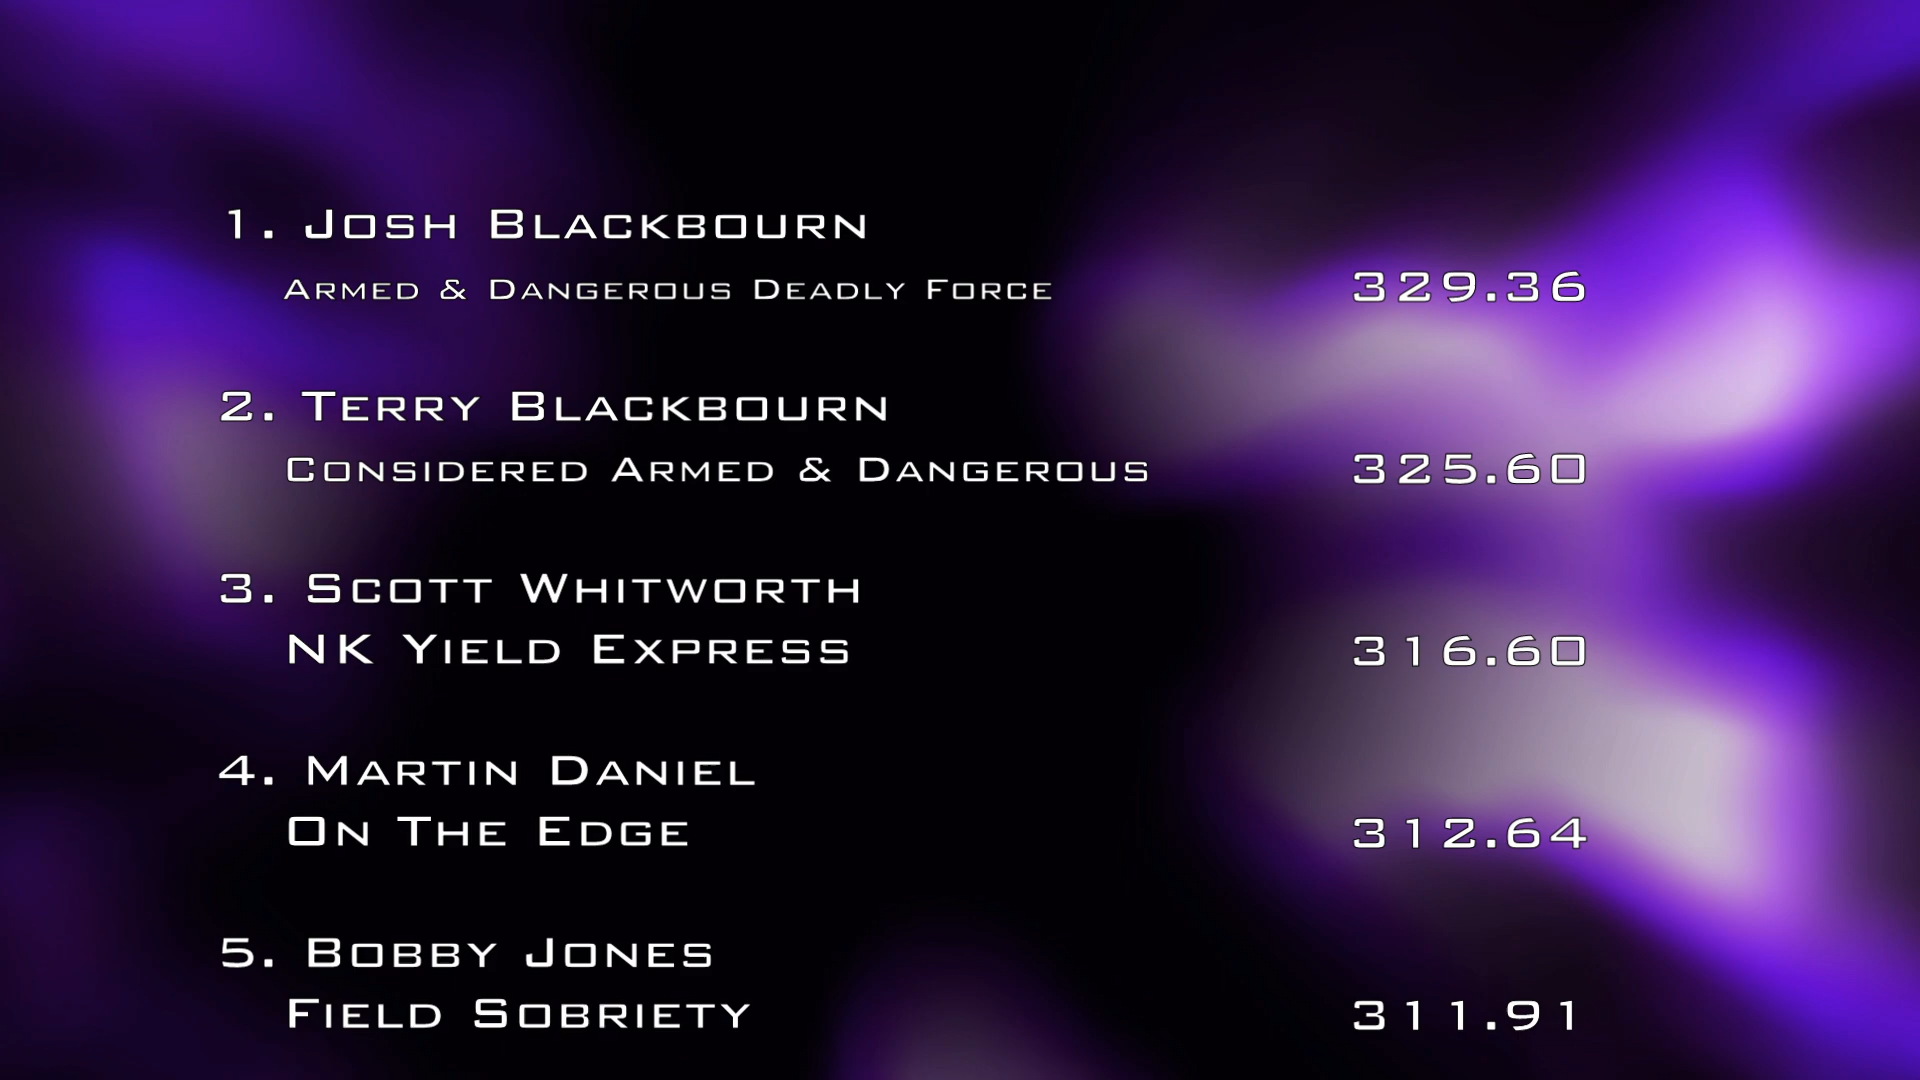 1. Josh Blackbourn
Armed & Dangerous Deadly Force 329.36
2. Terry Blackbourn
Considered Armed & Dangerous 325.60
3. Scott Whitworth
NK Yield Express 316.60
4. Martin Daniel
On The Edge 312.64
5. Bobby Jones
Field Sobriety 311.91